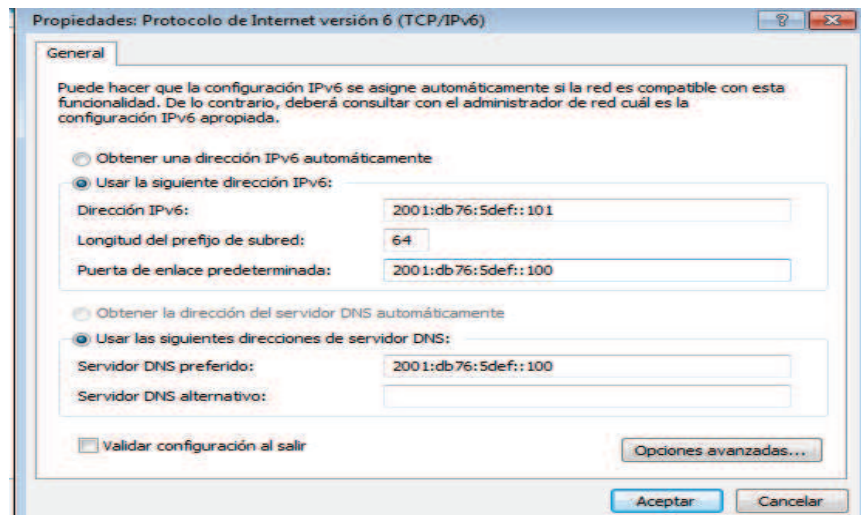 Propiedades: Protocolo de Internet versión 6 (TCP/IPv6)
General
Puede hacer que la configuración IPv6 se asigne automáticamente si la red es compatible con esta
funcionalidad. De lo contrario, deberá consultar con el administrador de red cuál es la
configuración IPv6 apropiada.
Obtener una dirección IPv6 automáticamente
Usar la siguiente dirección IPv6:
Dirección IPv6: 2001:db76:5def::101
Longitud del prefijo de subred: 64
Puerta de enlace predeterminada: 2001:db76:5def::100
Obtener la dirección del servidor DNS automáticamente
Usar las siguientes direcciones de servidor DNS:
Servidor DNS preferido: 2001:db76:5def::100
Servidor DNS alternativo:
Validar configuración al salir
Opciones avanzadas...
Aceptar Cancelar